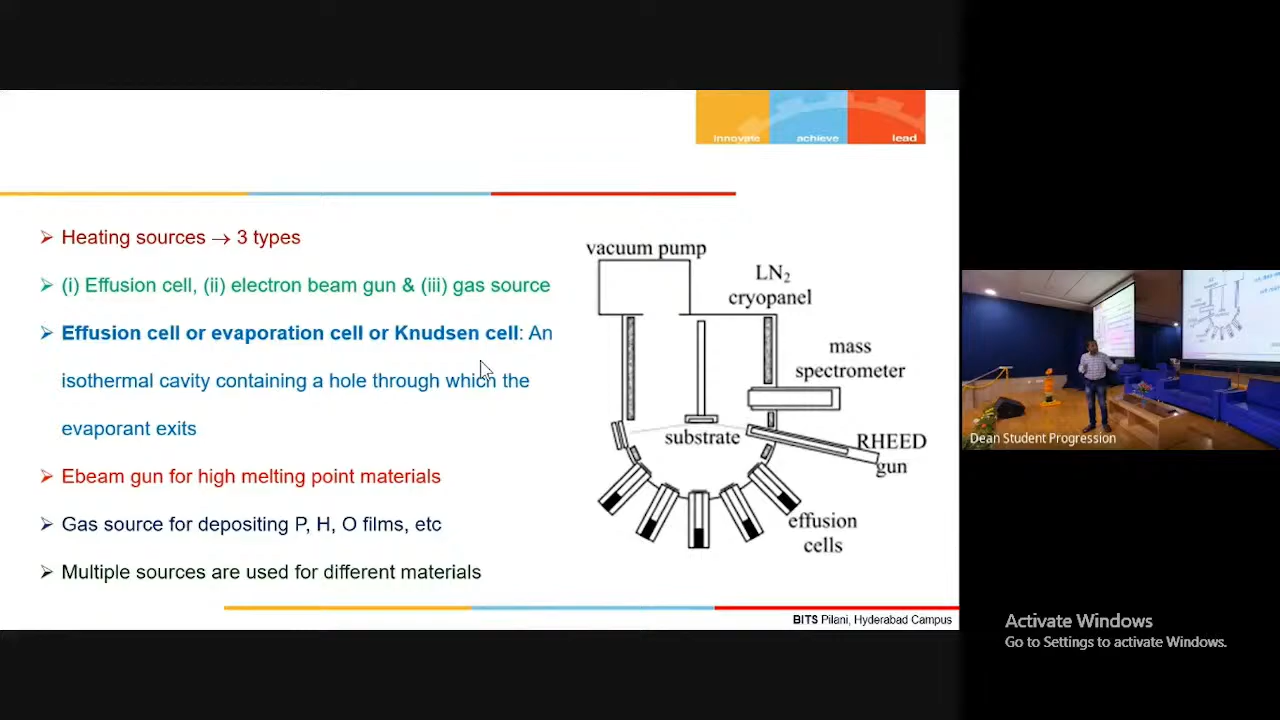 innovate achieve lead
➢ Heating sources → 3 types
➢ (i) Effusion cell, (ii) electron beam gun & (iii) gas source
➢ Effusion cell or evaporation cell or Knudsen cell: An
isothermal cavity containing a hole through which the
evaporant exits
➢ Ebeam gun for high melting point materials
➢ Gas source for depositing P, H, O films, etc
➢ Multiple sources are used for different materials
vacuum pump
LN₂
cryopanel
mass
spectrometer
substrate
RHEED
gun
effusion
cells
BITS Pilani, Hyderabad Campus
Dean Student Progression
Activate Windows
Go to Settings to activate Windows.